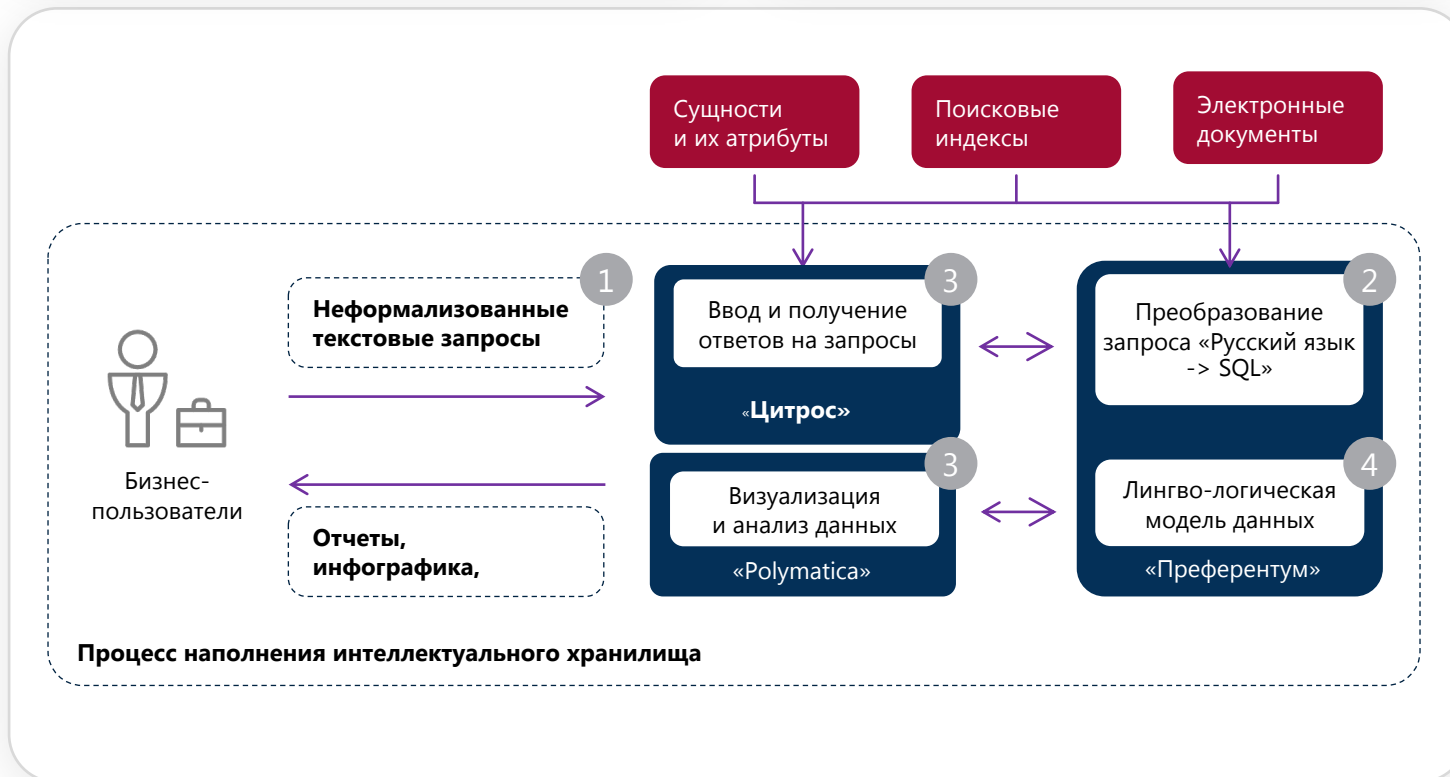 Сущности
и их атрибуты
Поисковые
индексы
Электронные
документы
1
Неформализованные
текстовые запросы
3
Ввод и получение
ответов на запросы
«Цитрос»
2
Преобразование
запроса «Русский язык
-> SQL»
Бизнес-
пользователи
Отчеты,
инфографика,
3
Визуализация
и анализ данных
«Polymatica»
4
Лингво-логическая
модель данных
«Преферентум»
Процесс наполнения интеллектуального хранилища